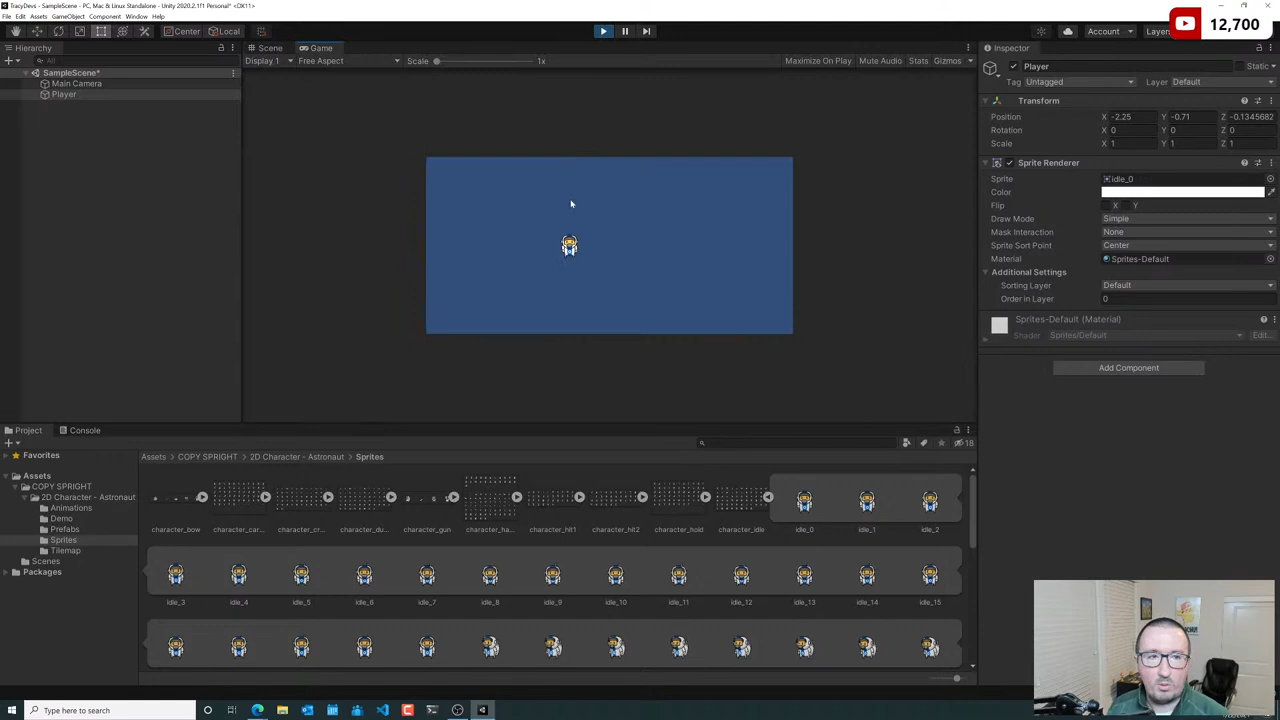 TracyDevs - SampleScene - PC, Mac & Linux Standalone - Unity 2020.2.1f1 Personal* <DX11>
12,700
File Edit Assets GameObject Component Window Help
Center Local
Account Layers
Hierarchy
Scene Game
Inspector
All
Display 1 Free Aspect Scale 1x Maximize On Play Mute Audio Stats Gizmos
SampleScene*
Main Camera
Player
Player Static
Tag Untagged Layer Default
Transform
Position X -2.25 Y -0.71 Z -0.1345682
Rotation X 0 Y 0 Z 0
Scale X 1 Y 1 Z 1
Sprite Renderer
Sprite idle_0
Color
Flip X Y
Draw Mode Simple
Mask Interaction None
Sprite Sort Point Center
Material Sprites-Default
Additional Settings
Sorting Layer Default
Order in Layer 0
Sprites-Default (Material)
Shader Sprites/Default Edit...
Add Component
Project Console
18
Favorites
Assets
COPY SPRIGHT
2D Character - Astronaut
Animations
Demo
Prefabs
Sprites
Tilemap
Scenes
Packages
Assets > COPY SPRIGHT > 2D Character - Astronaut > Sprites
character_bow character_car... character_cr... character_du... character_gun character_ha... character_hit1 character_hit2 character_hold character_idle idle_0 idle_1 idle_2
idle_3 idle_4 idle_5 idle_6 idle_7 idle_8 idle_9 idle_10 idle_11 idle_12 idle_13 idle_14 idle_15
Type here to search